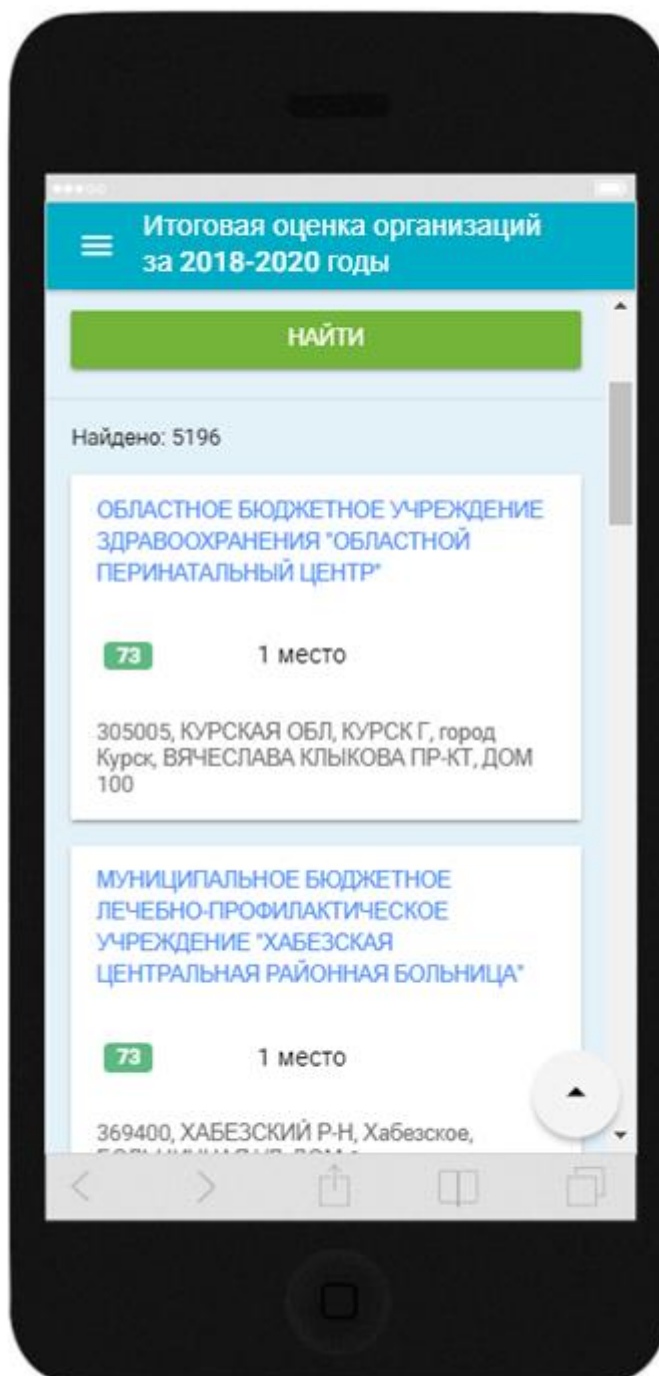 Итоговая оценка организаций
за 2018-2020 годы
НАЙТИ
Найдено: 5196
ОБЛАСТНОЕ БЮДЖЕТНОЕ УЧРЕЖДЕНИЕ
ЗДРАВООХРАНЕНИЯ "ОБЛАСТНОЙ
ПЕРИНАТАЛЬНЫЙ ЦЕНТР"
73 1 место
305005, КУРСКАЯ ОБЛ, КУРСК Г, город
Курск, ВЯЧЕСЛАВА КЛЫКОВА ПР-КТ, ДОМ
100
МУНИЦИПАЛЬНОЕ БЮДЖЕТНОЕ
ЛЕЧЕБНО-ПРОФИЛАКТИЧЕСКОЕ
УЧРЕЖДЕНИЕ "ХАБЕЗСКАЯ
ЦЕНТРАЛЬНАЯ РАЙОННАЯ БОЛЬНИЦА"
73 1 место
369400, ХАБЕЗСКИЙ Р-Н, Хабезское,